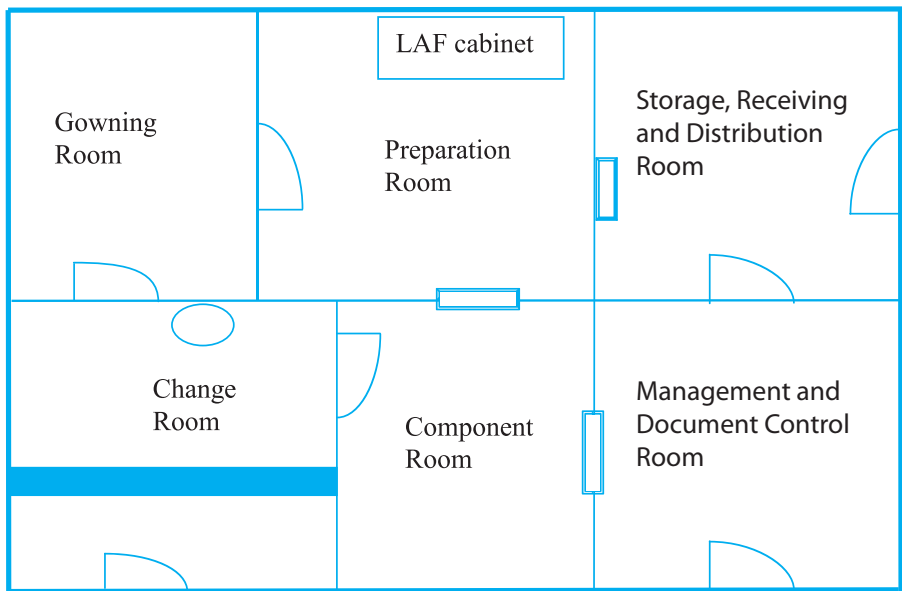 LAF cabinet
Gowning
Room
Preparation
Room
Storage, Receiving
and Distribution
Room
Change
Room
Component
Room
Management and
Document Control
Room